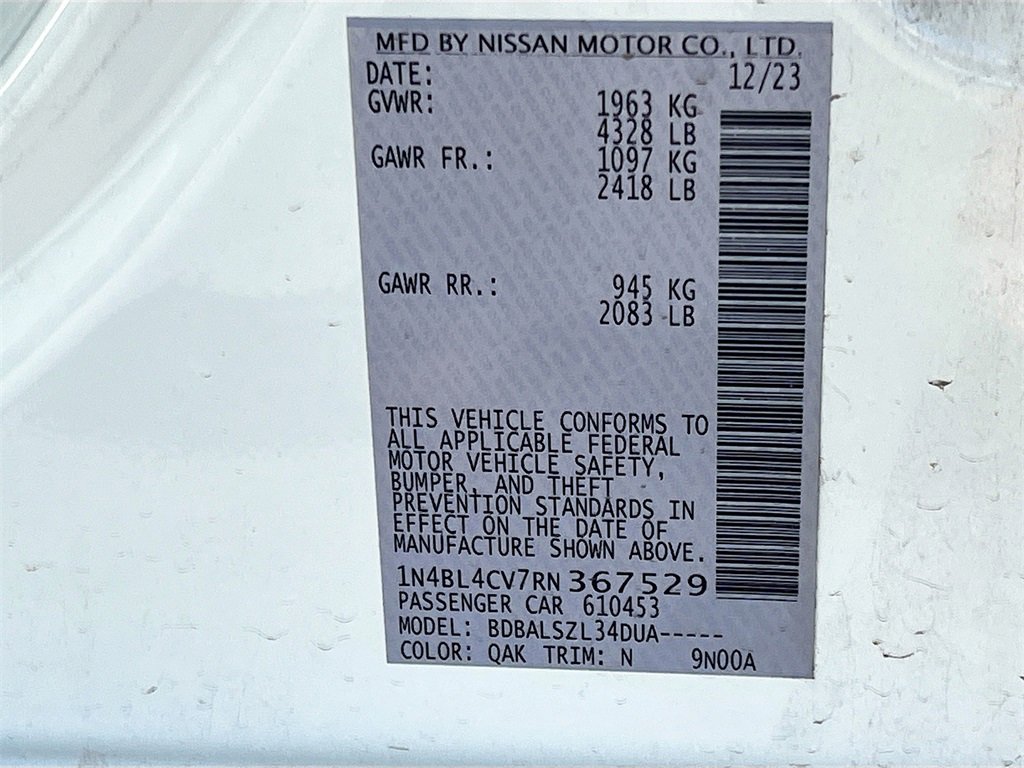 MFD BY NISSAN MOTOR CO., LTD.
DATE: 12/23
GVWR: 1963 KG
4328 LB
GAWR FR.: 1097 KG
2418 LB
GAWR RR.: 945 KG
2083 LB
THIS VEHICLE CONFORMS TO
ALL APPLICABLE FEDERAL
MOTOR VEHICLE SAFETY,
BUMPER, AND THEFT
PREVENTION STANDARDS IN
EFFECT ON THE DATE OF
MANUFACTURE SHOWN ABOVE.
1N4BL4CV7RN367529
PASSENGER CAR 610453
MODEL: BDBALSZL34DUA-----
COLOR: QAK TRIM: N 9N00A